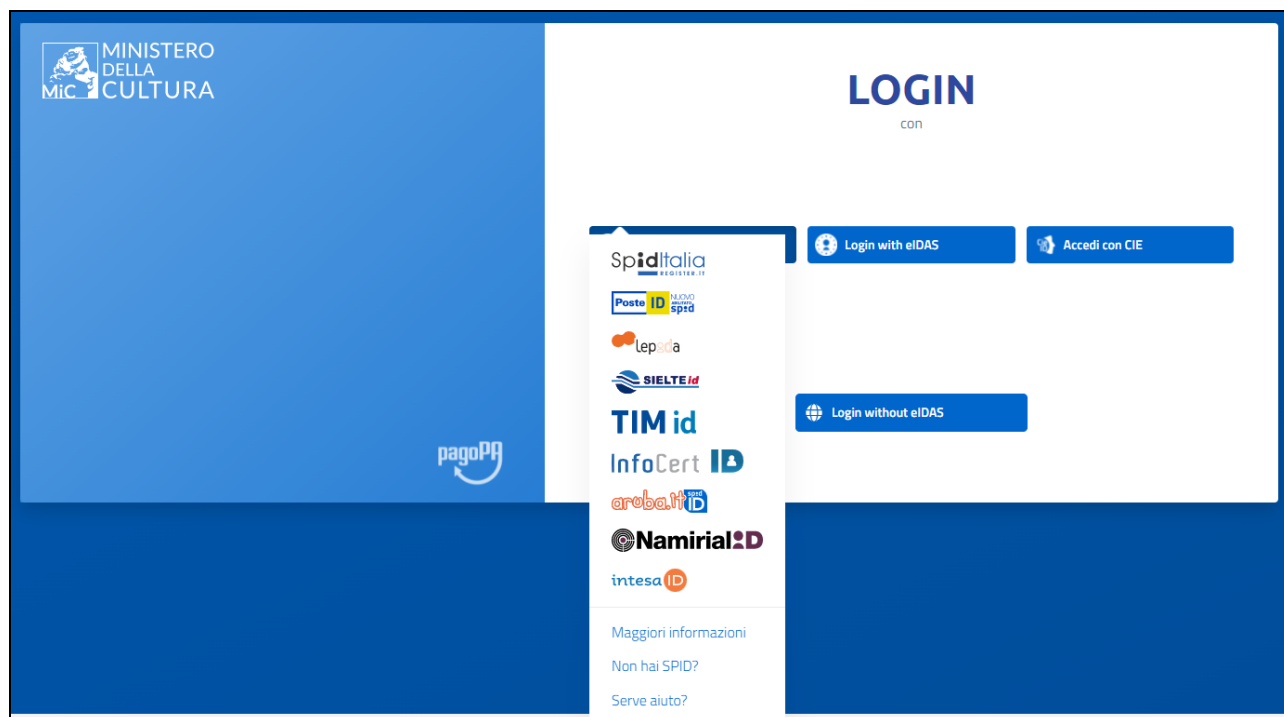 MINISTERO
DELLA
CULTURA
MiC
LOGIN
con
Login with eIDAS
Accedi con CIE
SpidItalia
REGISTER.IT
Poste ID NUOVO
spid
lepida
SIELTE id
TIM id
Login without eIDAS
InfoCert ID
pagoPA
aruba.it spid ID
Namirial ID
intesa ID
Maggiori informazioni
Non hai SPID?
Serve aiuto?